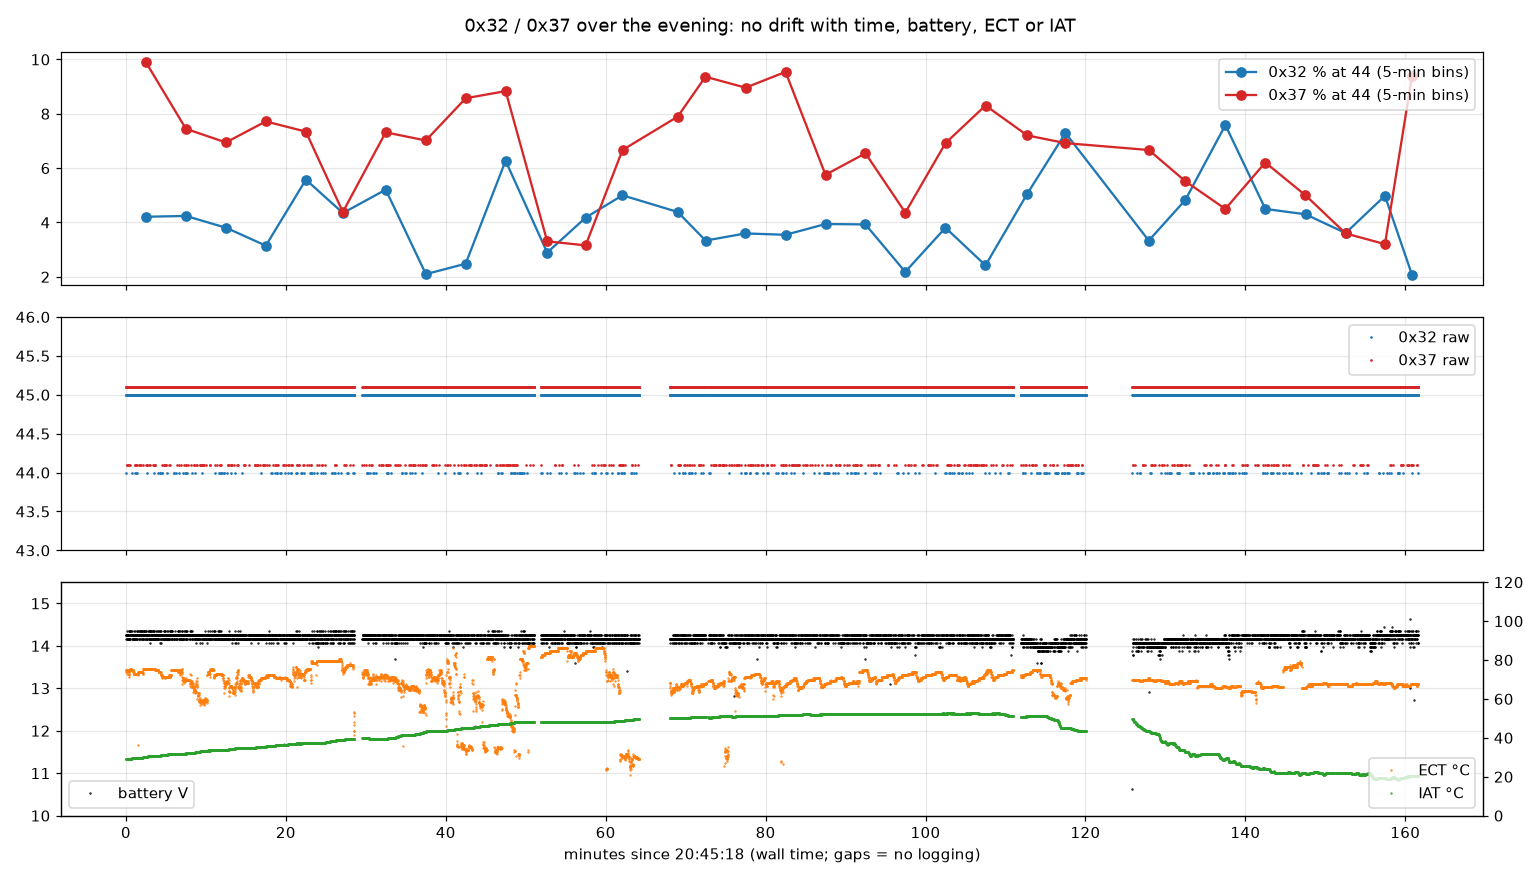 0x32 / 0x37 over the evening: no drift with time, battery, ECT or IAT
10
8
6
4
2
0x32 % at 44 (5-min bins)
0x37 % at 44 (5-min bins)
46.0
45.5
45.0
44.5
44.0
43.5
43.0
0x32 raw
0x37 raw
15
14
13
12
11
10
120
100
80
60
40
20
0
battery V
ECT °C
IAT °C
0 20 40 60 80 100 120 140 160
minutes since 20:45:18 (wall time; gaps = no logging)